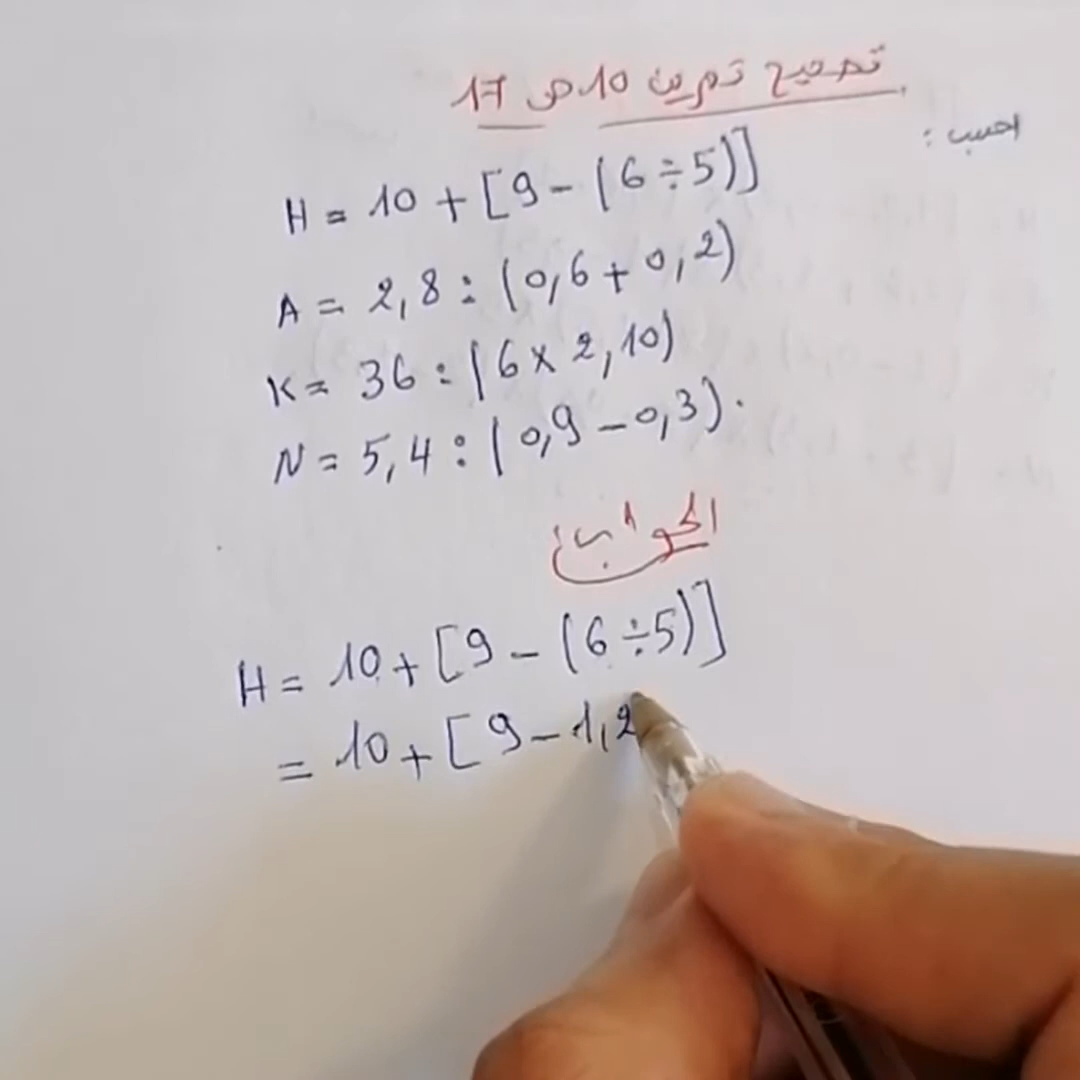 تصحيح تمرين 10 ص 17
احسب :
H = 10 + [9 - (6 ÷ 5)]
A = 2,8 : (0,6 + 0,2)
K = 36 : (6 × 2,10)
N = 5,4 : (0,9 - 0,3).
الجواب :
H = 10 + [9 - (6 ÷ 5)]
= 10 + [9 - 1,2